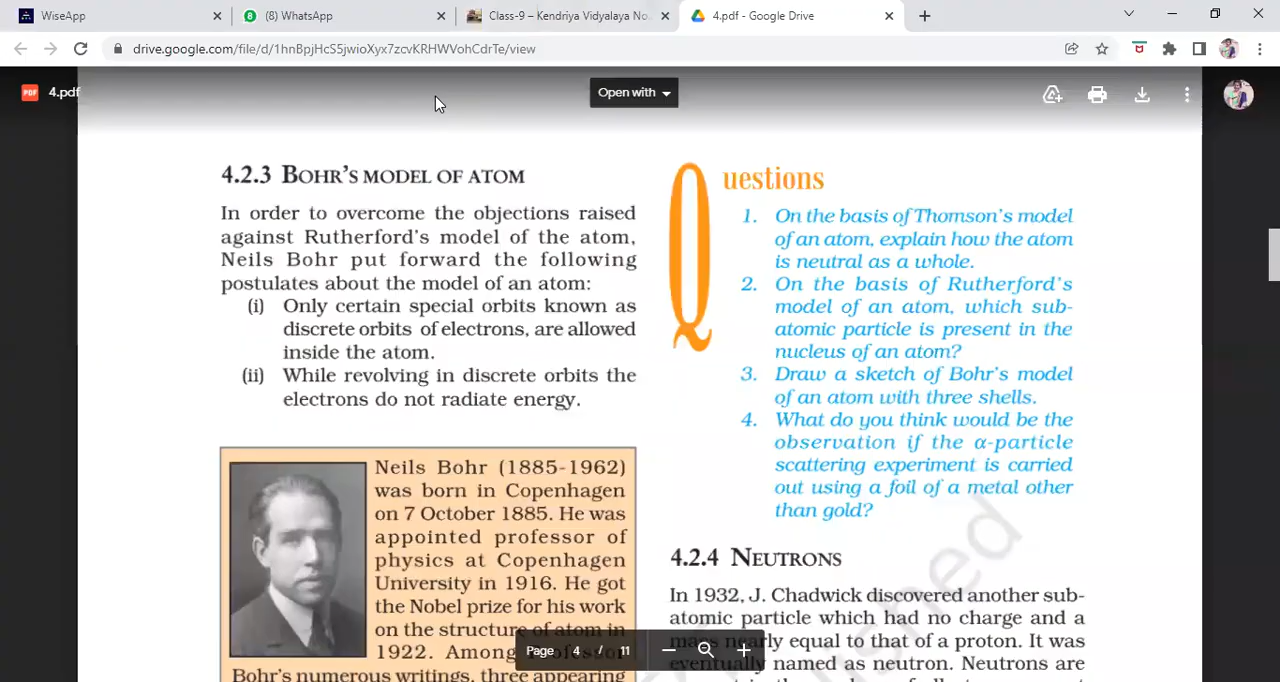 WiseApp
(8) WhatsApp
Class-9 – Kendriya Vidyalaya No.
4.pdf - Google Drive
drive.google.com/file/d/1hnBpjHcS5jwioXyx7zcvKRHWVohCdrTe/view
PDF
4.pdf
Open with
4.2.3 BOHR'S MODEL OF ATOM
In order to overcome the objections raised
against Rutherford's model of the atom,
Neils Bohr put forward the following
postulates about the model of an atom:
(i) Only certain special orbits known as
discrete orbits of electrons, are allowed
inside the atom.
(ii) While revolving in discrete orbits the
electrons do not radiate energy.
Neils Bohr (1885-1962)
was born in Copenhagen
on 7 October 1885. He was
appointed professor of
physics at Copenhagen
University in 1916. He got
the Nobel prize for his work
on the structure of atom in
1922. Among Professor
Bohr's numerous writings, three appearing
Questions
1. On the basis of Thomson's model
of an atom, explain how the atom
is neutral as a whole.
2. On the basis of Rutherford's
model of an atom, which sub-
atomic particle is present in the
nucleus of an atom?
3. Draw a sketch of Bohr's model
of an atom with three shells.
4. What do you think would be the
observation if the α-particle
scattering experiment is carried
out using a foil of a metal other
than gold?
4.2.4 NEUTRONS
In 1932, J. Chadwick discovered another sub-
atomic particle which had no charge and a
mass nearly equal to that of a proton. It was
eventually named as neutron. Neutrons are
Page 4 / 11